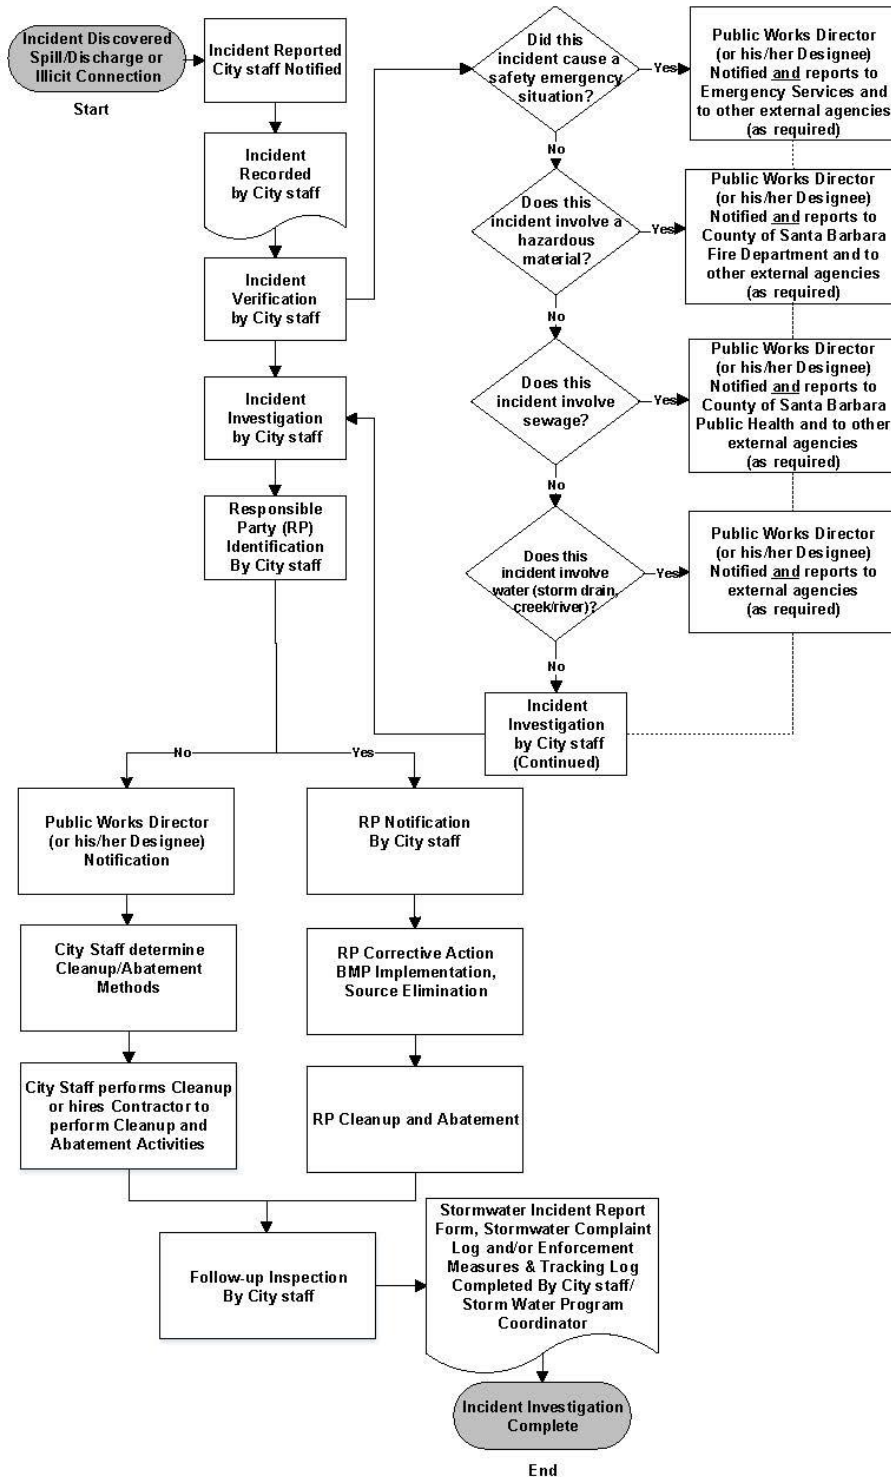 Incident Discovered
Spill/Discharge or
Illicit Connection
Start
Incident Reported
City staff Notified
Incident
Recorded
by City staff
Incident
Verification
by City staff
Incident
Investigation
by City staff
Responsible
Party (RP)
Identification
By City staff
Did this
incident cause a
safety emergency
situation?
Yes
Public Works Director
(or his/her Designee)
Notified and reports to
Emergency Services and
to other external agencies
(as required)
No
Does this
incident involve a
hazardous
material?
Yes
Public Works Director
(or his/her Designee)
Notified and reports to
County of Santa Barbara
Fire Department and to
other external agencies
(as required)
No
Does this
incident involve
sewage?
Yes
Public Works Director
(or his/her Designee)
Notified and reports to
County of Santa Barbara
Public Health and to other
external agencies
(as required)
No
Does this
incident involve
water (storm drain,
creek/river)?
Yes
Public Works Director
(or his/her Designee)
Notified and reports to
external agencies
(as required)
No
Incident
Investigation
by City staff
(Continued)
No
Yes
Public Works Director
(or his/her Designee)
Notification
City Staff determine
Cleanup/Abatement
Methods
City Staff performs Cleanup
or hires Contractor to
perform Cleanup and
Abatement Activities
RP Notification
By City staff
RP Corrective Action
BMP Implementation,
Source Elimination
RP Cleanup and Abatement
Follow-up Inspection
By City staff
Stormwater Incident Report
Form, Stormwater Complaint
Log and/or Enforcement
Measures & Tracking Log
Completed By City staff/
Storm Water Program
Coordinator
Incident Investigation
Complete
End